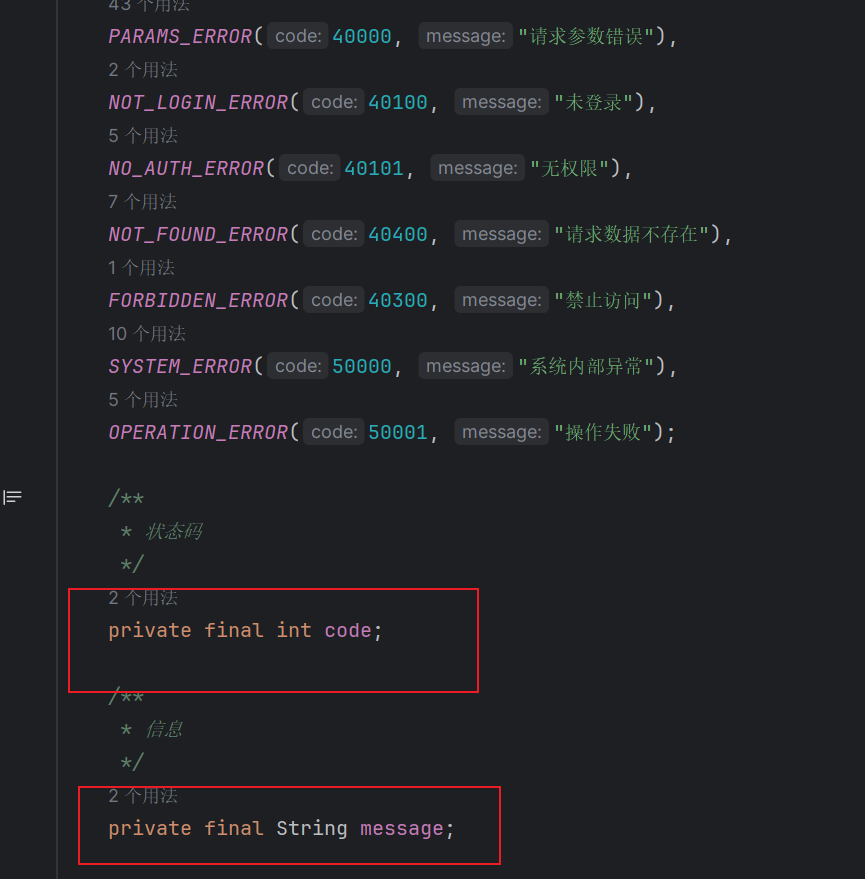 43 个用法
PARAMS_ERROR( code: 40000, message: "请求参数错误"),
2 个用法
NOT_LOGIN_ERROR( code: 40100, message: "未登录"),
5 个用法
NO_AUTH_ERROR( code: 40101, message: "无权限"),
7 个用法
NOT_FOUND_ERROR( code: 40400, message: "请求数据不存在"),
1 个用法
FORBIDDEN_ERROR( code: 40300, message: "禁止访问"),
10 个用法
SYSTEM_ERROR( code: 50000, message: "系统内部异常"),
5 个用法
OPERATION_ERROR( code: 50001, message: "操作失败");
/**
* 状态码
*/
2 个用法
private final int code;
/**
* 信息
*/
2 个用法
private final String message;